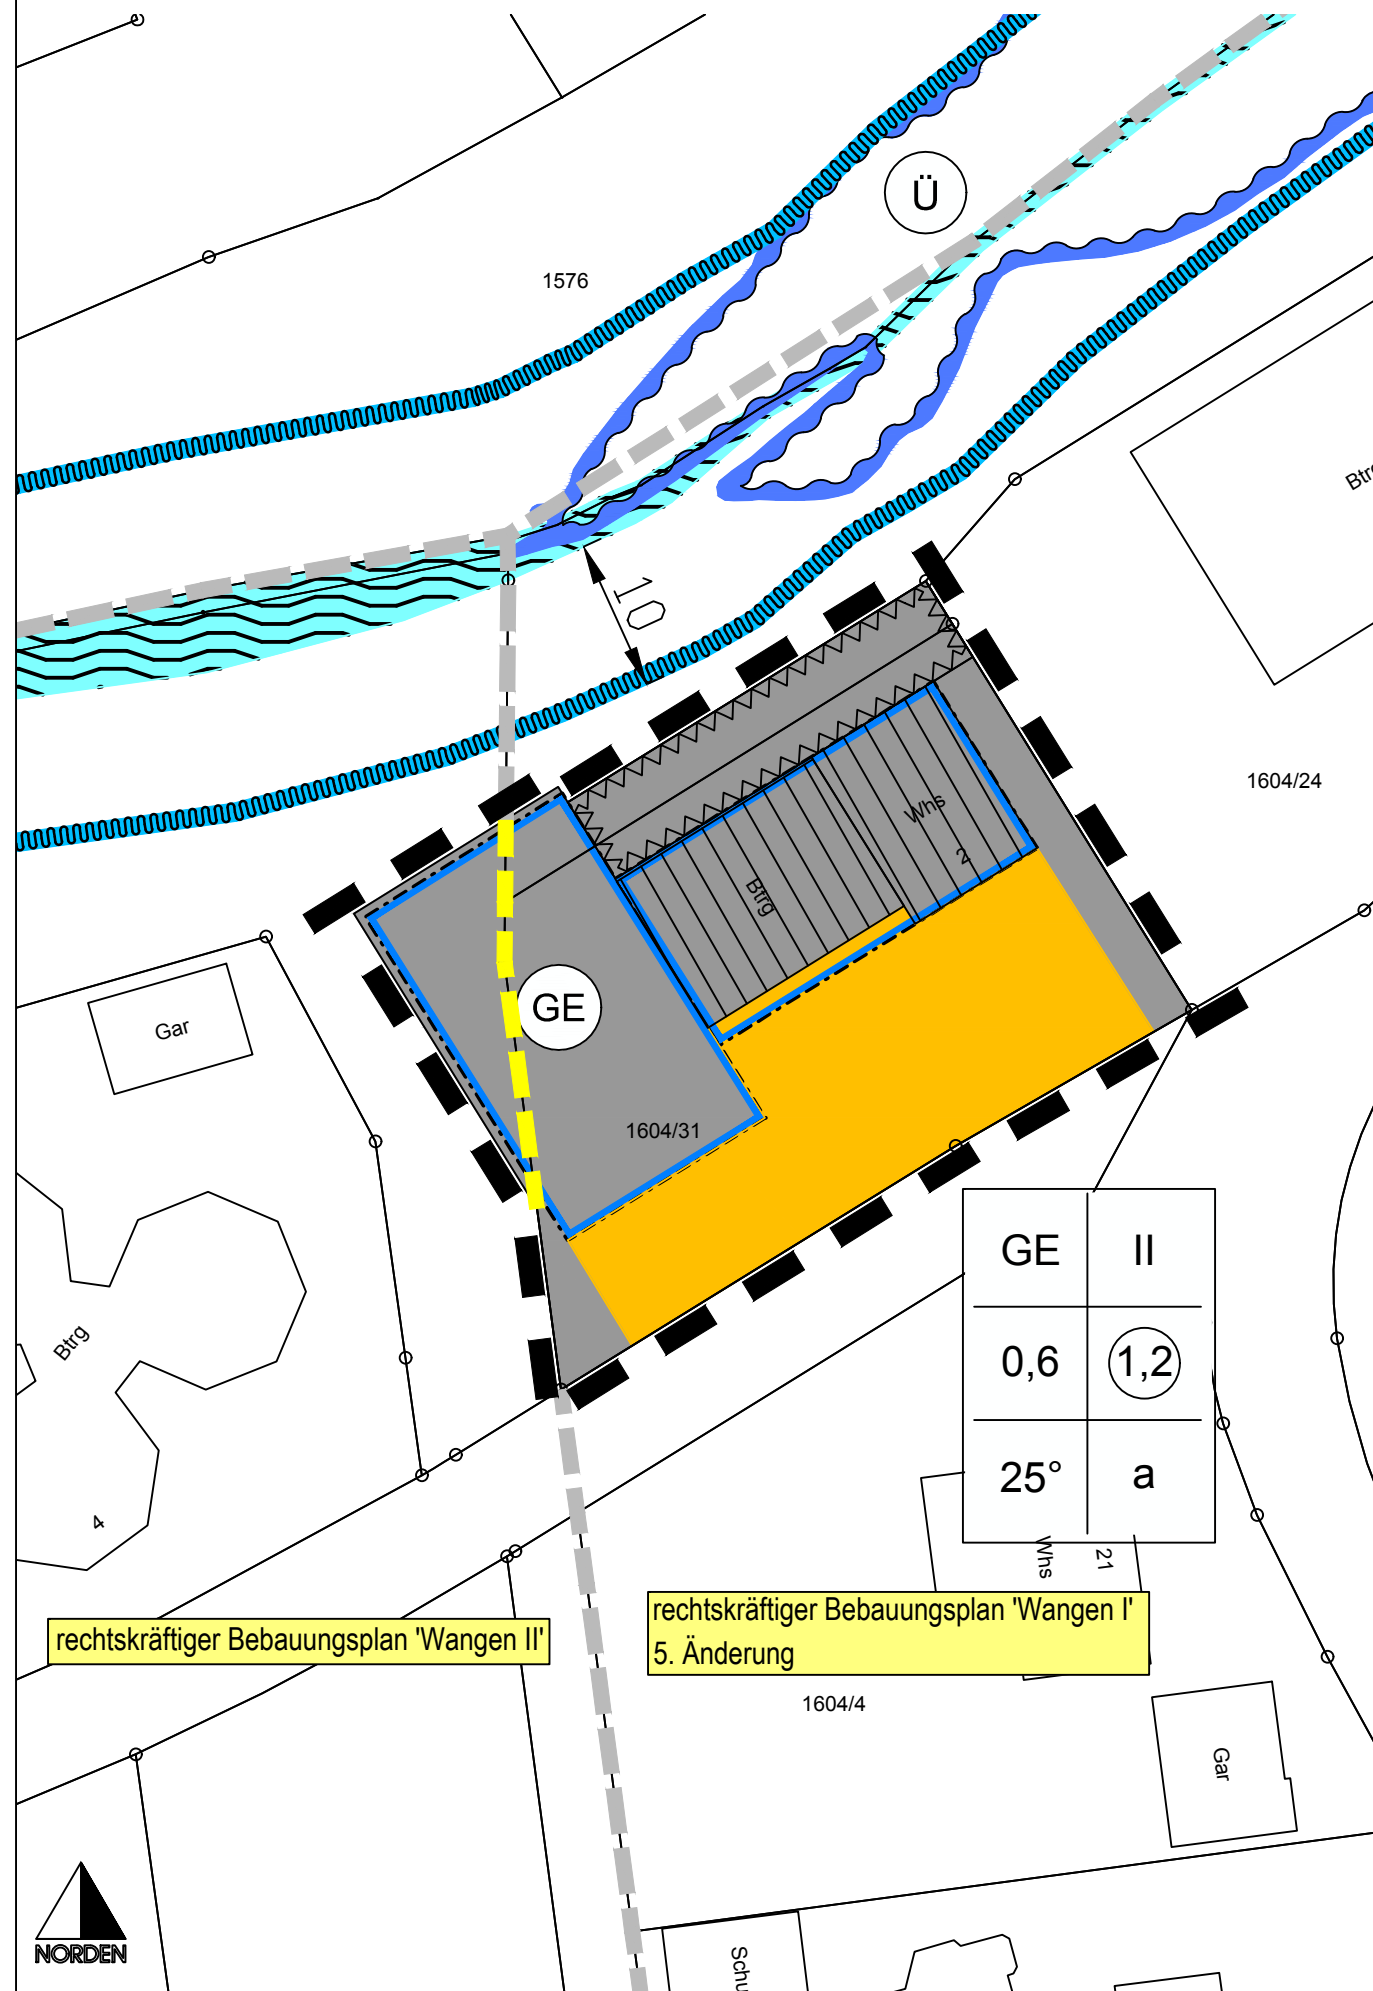 Ü
1576
Btrg
10
1604/24
Whs
2
Btrg
GE
Gar
1604/31
GE II
0,6 1,2
25° a
Btrg
4
Whs
21
rechtskräftiger Bebauungsplan 'Wangen I'
5. Änderung
rechtskräftiger Bebauungsplan 'Wangen II'
1604/4
Gar
NORDEN
Schu